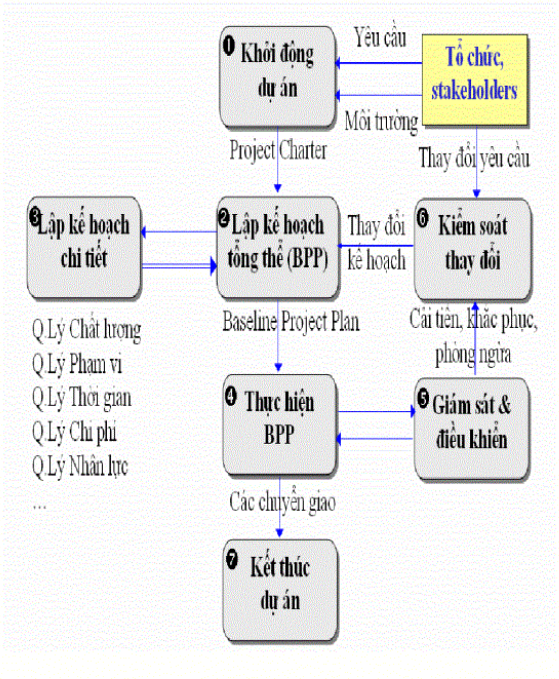 ❶ Khởi động
dự án
Yêu cầu
Môi trường
Tổ chức,
stakeholders
Project Charter
Thay đổi yêu cầu
❸ Lập kế hoạch
chi tiết
❷ Lập kế hoạch
tổng thể (BPP)
Thay đổi
kế hoạch
❻ Kiểm soát
thay đổi
Q.Lý Chất lượng
Q.Lý Phạm vi
Q.Lý Thời gian
Q.Lý Chi phí
Q.Lý Nhân lực
...
Baseline Project Plan
Cải tiên, khắc phục,
phòng ngừa
❹ Thực hiện
BPP
❺ Giám sát &
điều khiển
Các chuyển giao
❼ Kết thúc
dự án